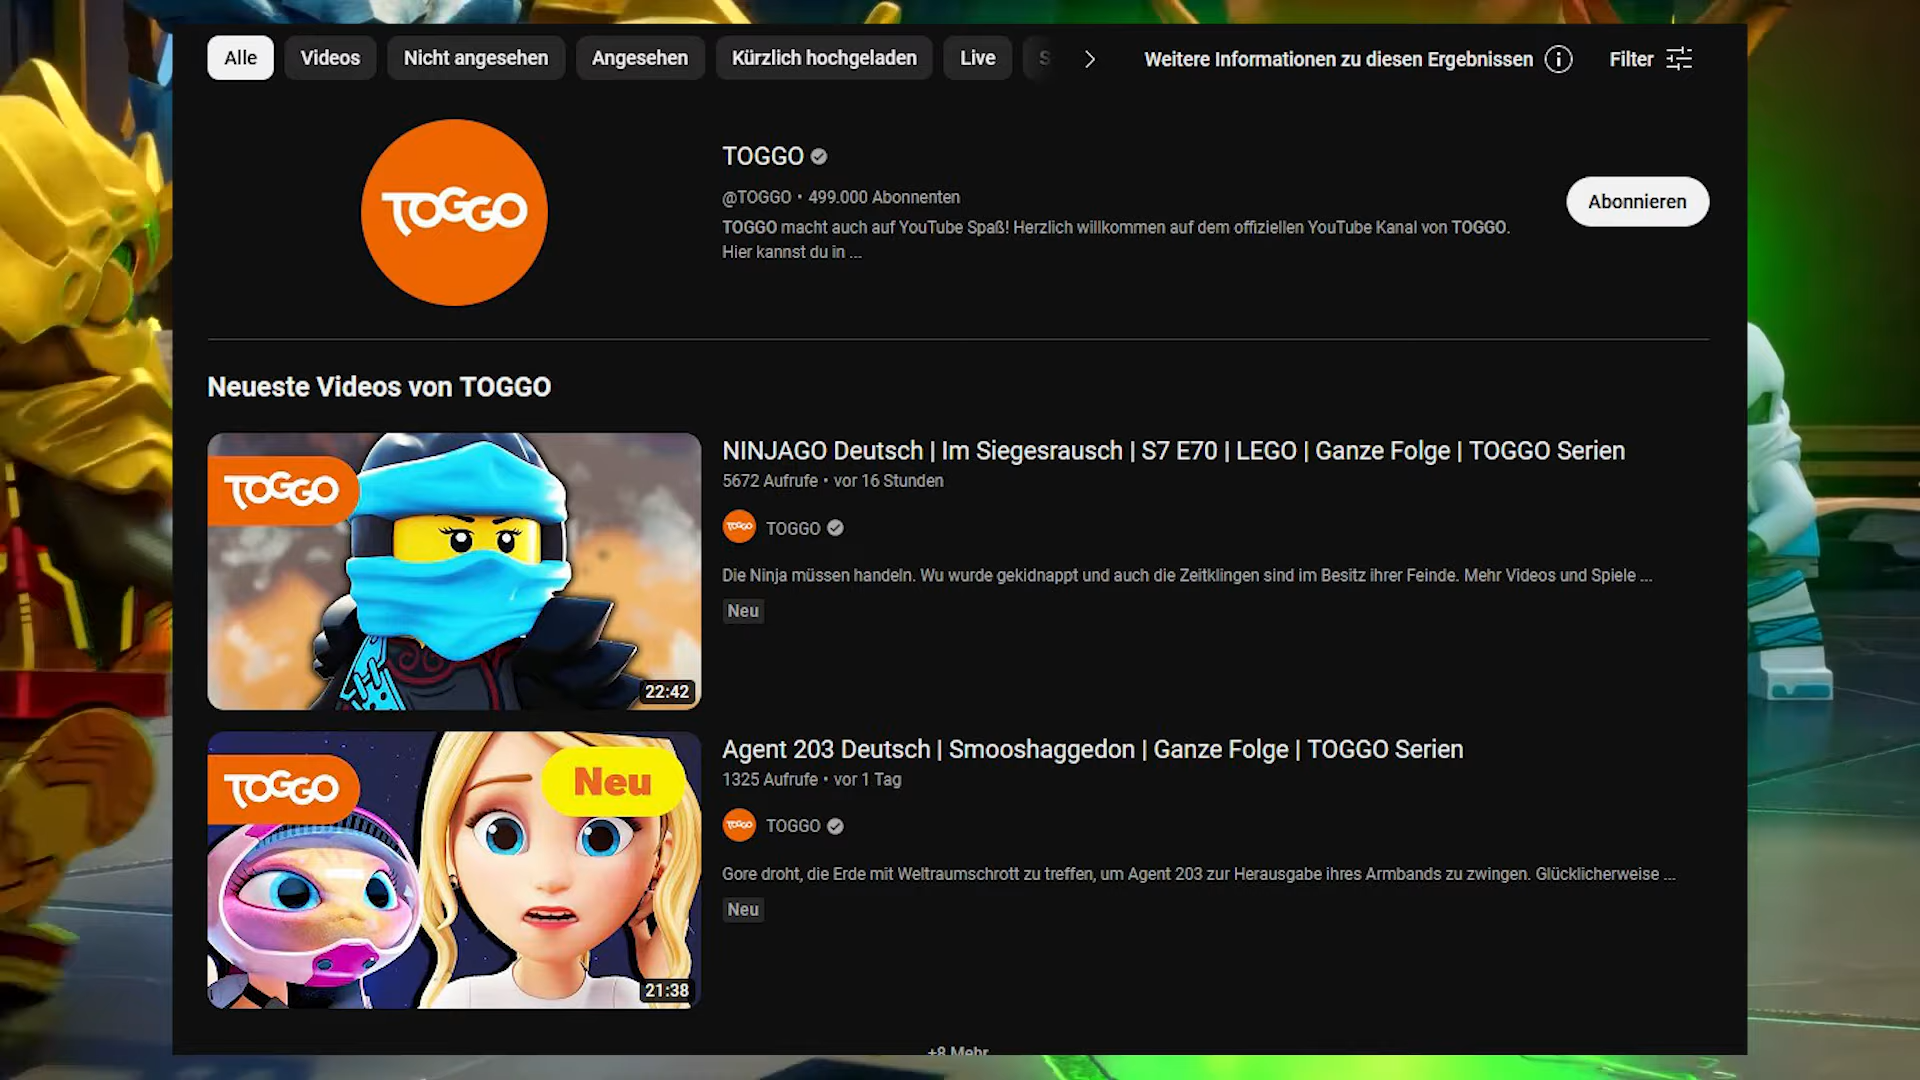 Alle
Videos
Nicht angesehen
Angesehen
Kürzlich hochgeladen
Live
Weitere Informationen zu diesen Ergebnissen
Filter
TOGGO
TOGGO
@TOGGO • 499.000 Abonnenten
TOGGO macht auch auf YouTube Spaß! Herzlich willkommen auf dem offiziellen YouTube Kanal von TOGGO.
Hier kannst du in ...
Abonnieren
Neueste Videos von TOGGO
TOGGO
22:42
NINJAGO Deutsch | Im Siegesrausch | S7 E70 | LEGO | Ganze Folge | TOGGO Serien
5672 Aufrufe • vor 16 Stunden
TOGGO
TOGGO
Die Ninja müssen handeln. Wu wurde gekidnappt und auch die Zeitklingen sind im Besitz ihrer Feinde. Mehr Videos und Spiele ...
Neu
TOGGO
Neu
21:38
Agent 203 Deutsch | Smooshaggedon | Ganze Folge | TOGGO Serien
1325 Aufrufe • vor 1 Tag
TOGGO
TOGGO
Gore droht, die Erde mit Weltraumschrott zu treffen, um Agent 203 zur Herausgabe ihres Armbands zu zwingen. Glücklicherweise ...
Neu
+8 Mehr